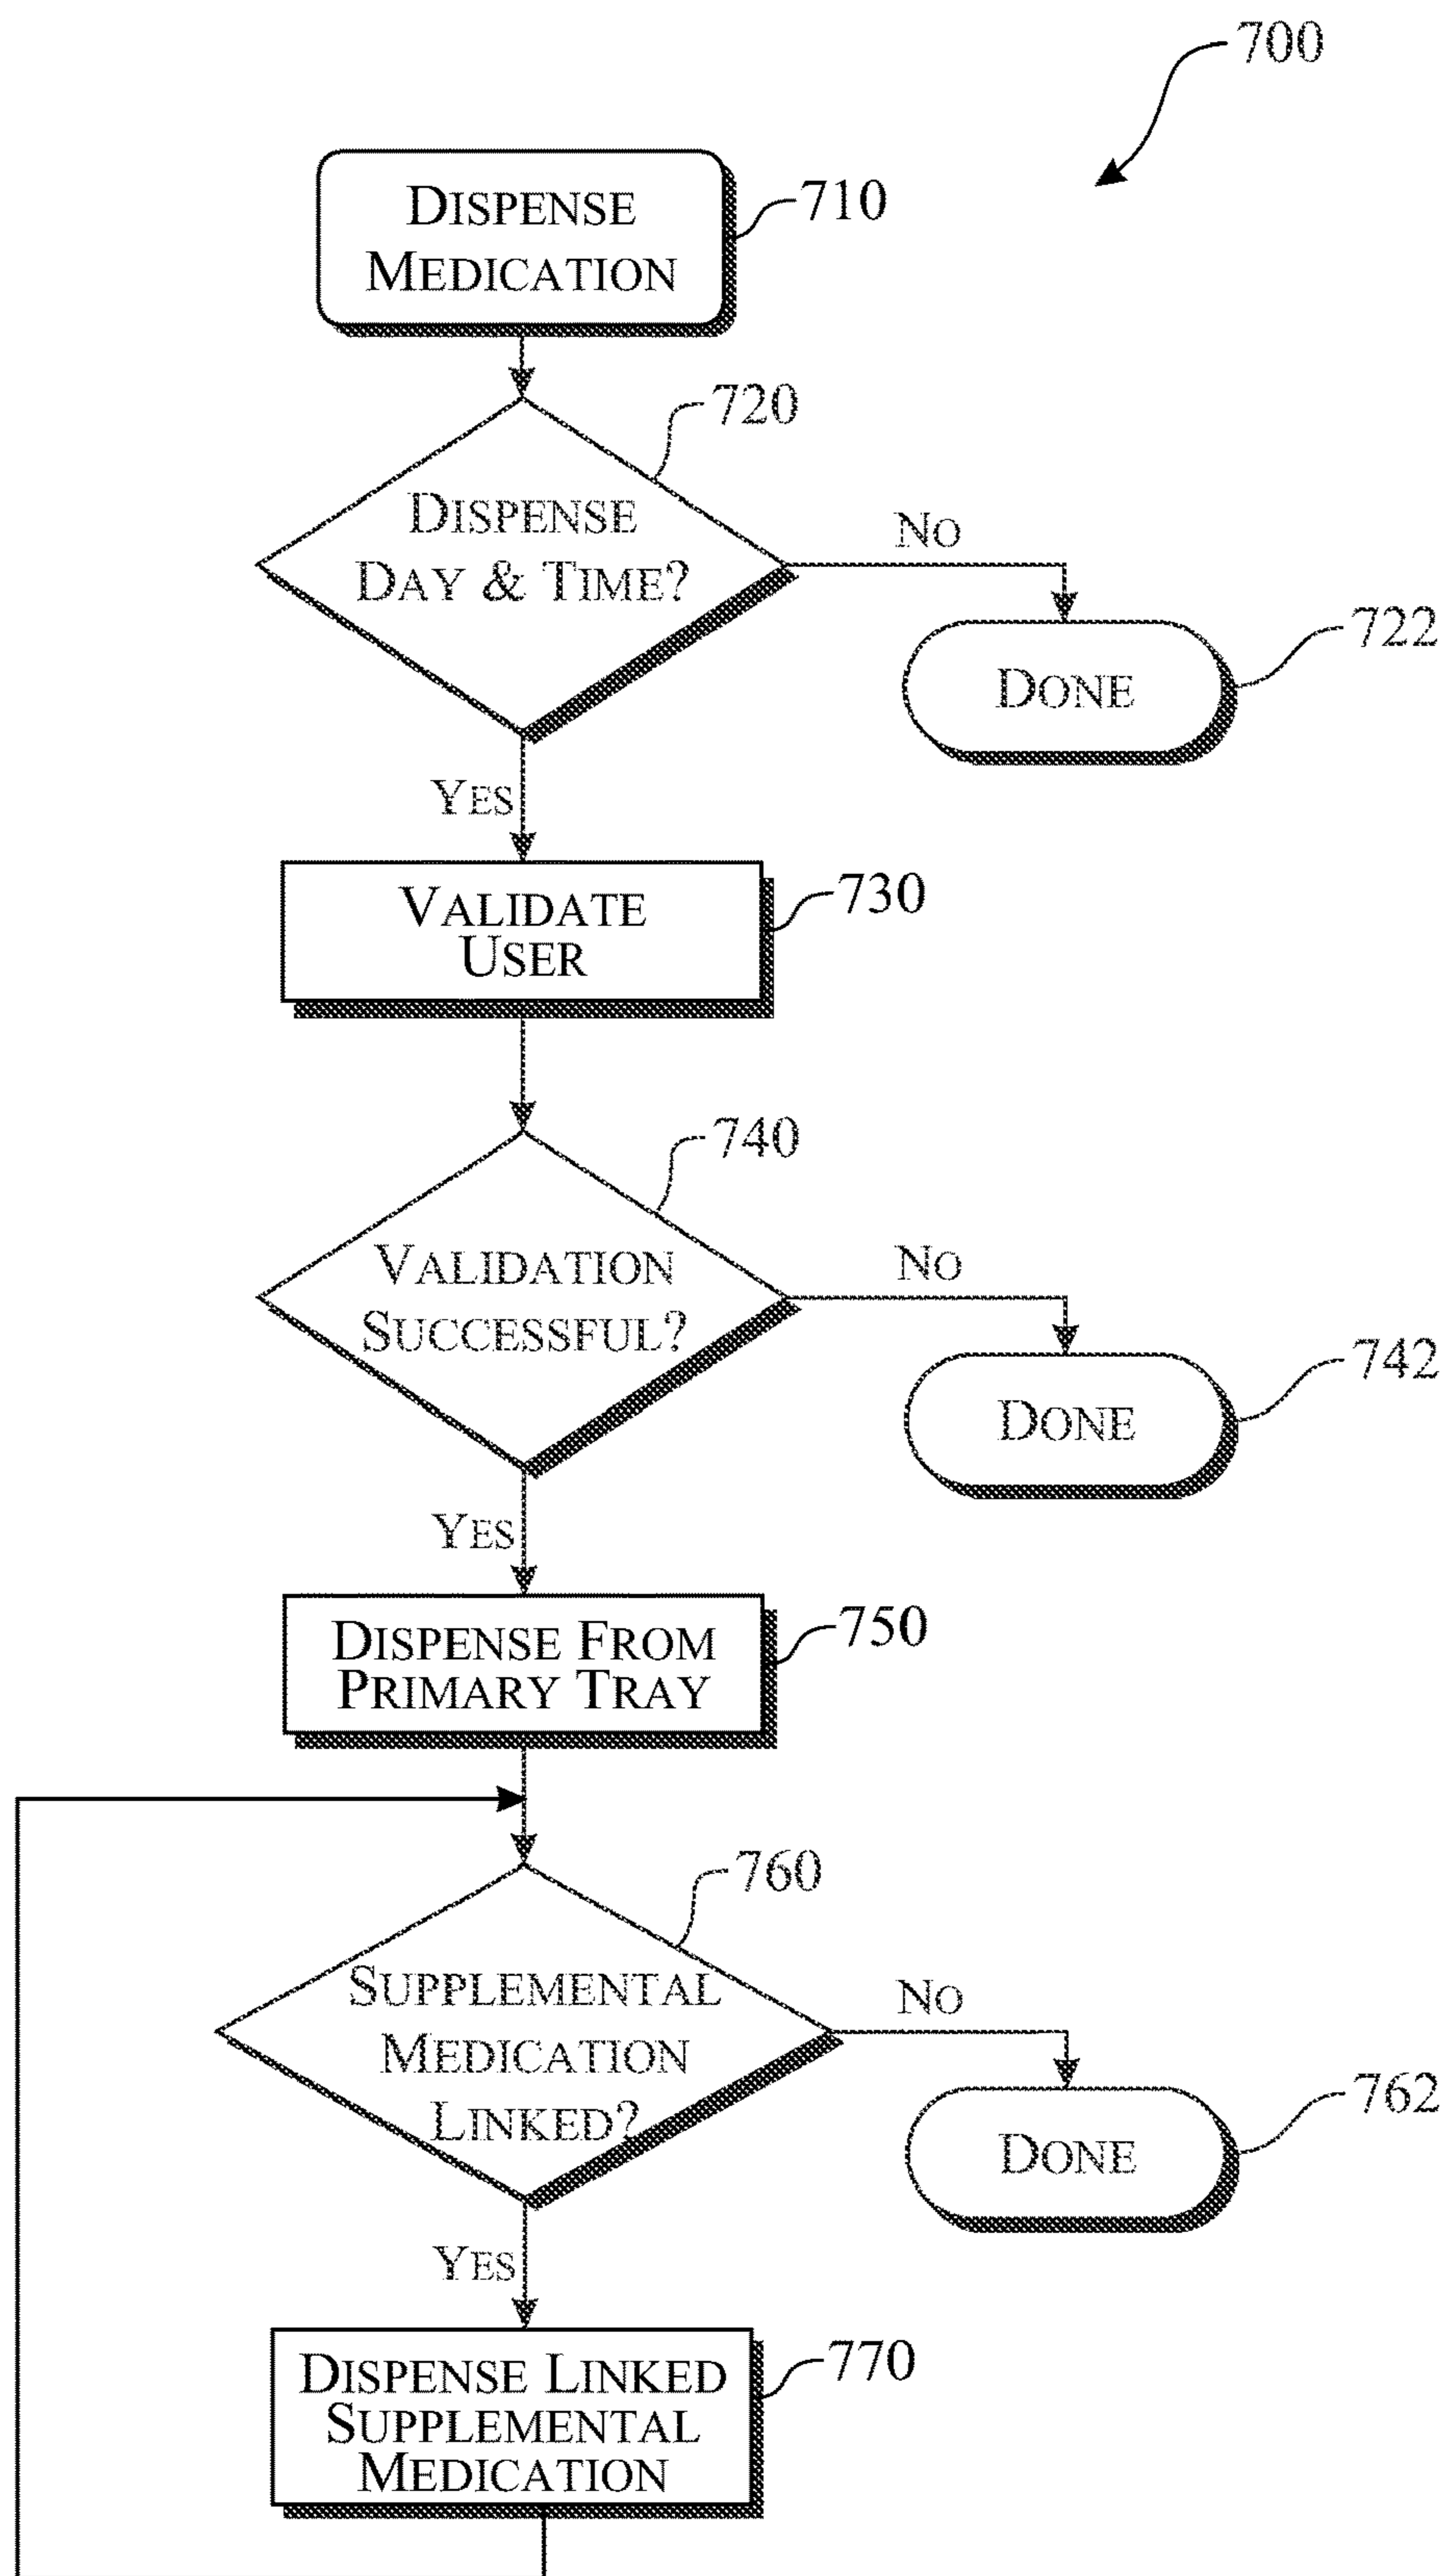 700
DISPENSE
MEDICATION
710
720
DISPENSE
DAY & TIME?
NO
722
DONE
YES
VALIDATE
USER
730
740
VALIDATION
SUCCESSFUL?
NO
742
DONE
YES
DISPENSE FROM
PRIMARY TRAY
750
760
SUPPLEMENTAL
MEDICATION
LINKED?
NO
762
DONE
YES
DISPENSE LINKED
SUPPLEMENTAL
MEDICATION
770